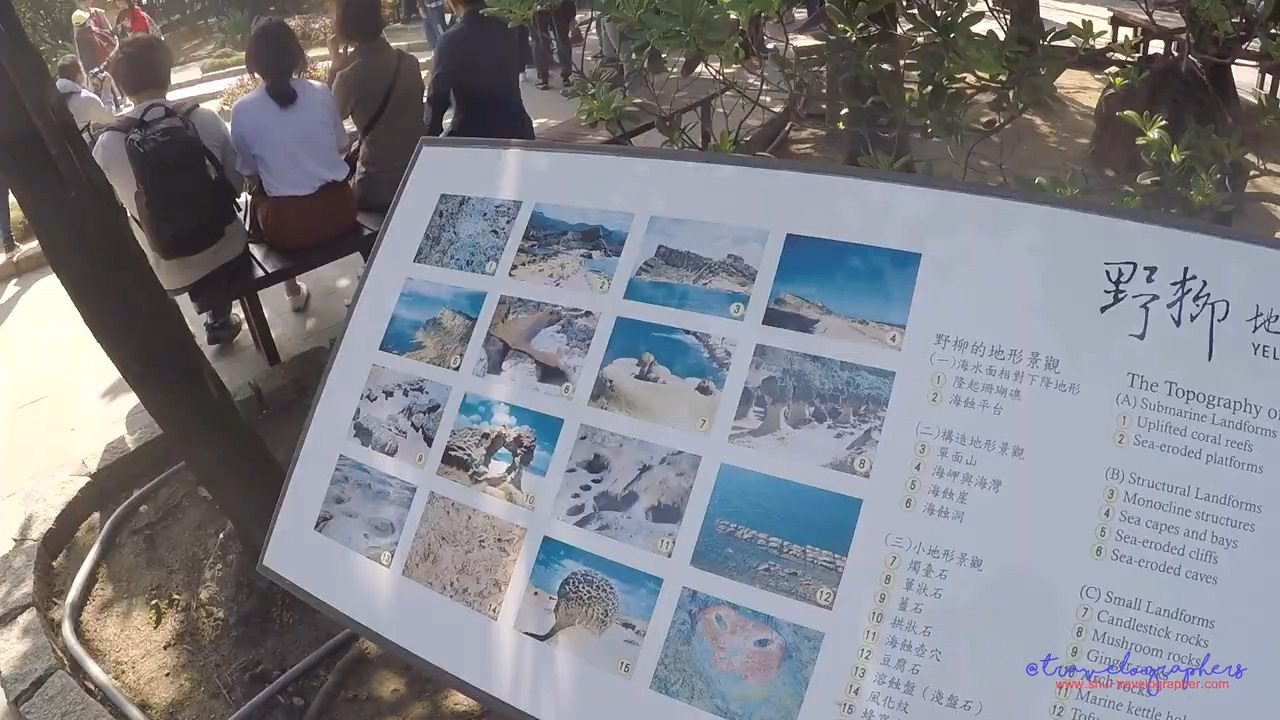 野柳地
YEL
野柳的地形景觀
(一)海水面相對下降地形
1 隆起珊瑚礁
2 海蝕平台
(二)構造地形景觀
3 單面山
4 海岬與海灣
5 海蝕崖
6 海蝕洞
(三)小地形景觀
7 燭臺石
8 蕈狀石
9 薑石
10 拱狀石
11 海蝕壺穴
12 豆腐石
13 溶蝕盤(淺盤石)
14 風化紋
15
The Topography o
(A) Submarine Landforms
1 Uplifted coral reefs
2 Sea-eroded platforms
(B) Structural Landforms
3 Monocline structures
4 Sea capes and bays
5 Sea-eroded cliffs
6 Sea-eroded caves
(C) Small Landforms
7 Candlestick rocks
8 Mushroom rocks
9
11 Marine kettle
12
@travelographers